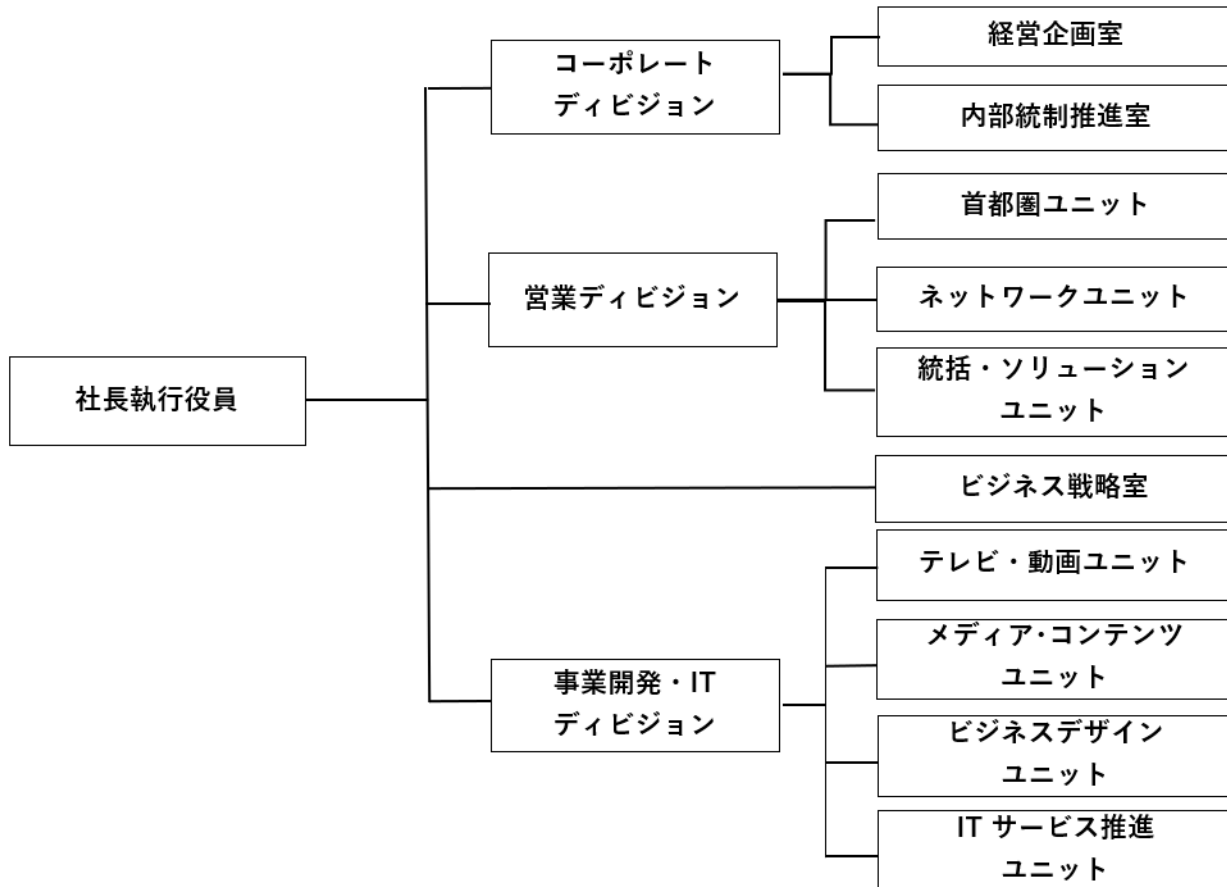 社長執行役員
コーポレート
ディビジョン
経営企画室
内部統制推進室
営業ディビジョン
首都圏ユニット
ネットワークユニット
統括・ソリューション
ユニット
ビジネス戦略室
事業開発・IT
ディビジョン
テレビ・動画ユニット
メディア･コンテンツ
ユニット
ビジネスデザイン
ユニット
IT サービス推進
ユニット